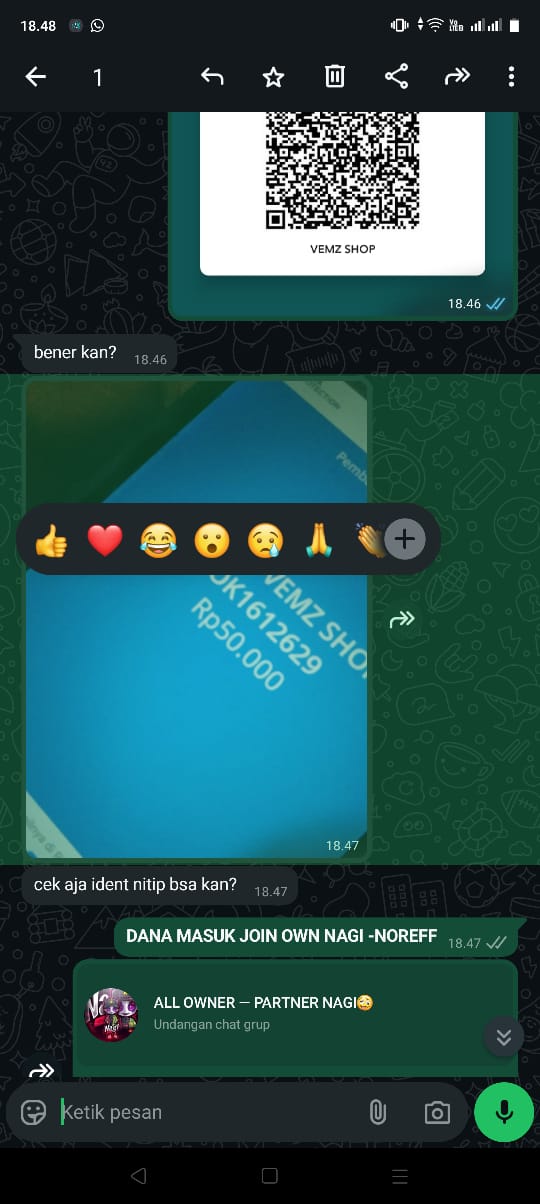 18.48
1
VEMZ SHOP
18.46
bener kan?
18.46
VEMZ SHO
OK1612629
Rp50.000
18.47
cek aja ident nitip bsa kan?
18.47
DANA MASUK JOIN OWN NAGI -NOREFF
18.47
ALL OWNER — PARTNER NAGI😳
Undangan chat grup
Ketik pesan